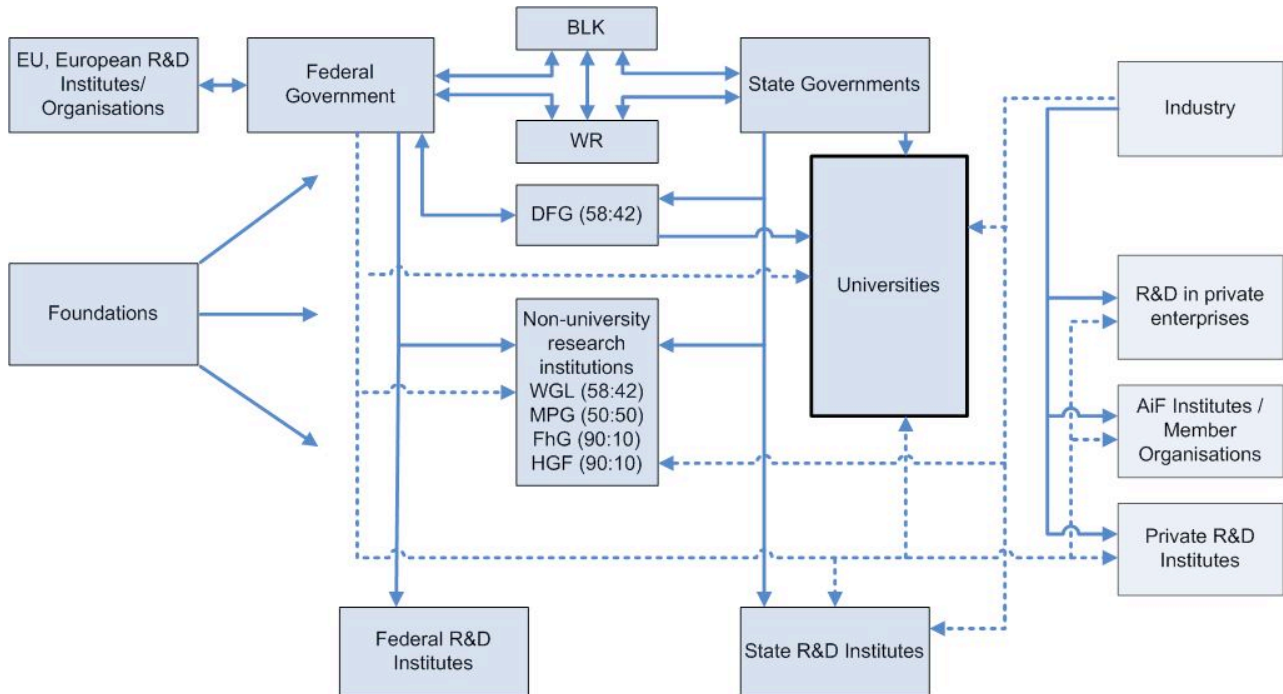 BLK
EU, European R&D
Institutes/
Organisations
Federal
Government
State Governments
Industry
WR
DFG (58:42)
Foundations
Universities
R&D in private
enterprises
Non-university
research
institutions
WGL (58:42)
MPG (50:50)
FhG (90:10)
HGF (90:10)
AiF Institutes /
Member
Organisations
Private R&D
Institutes
Federal R&D
Institutes
State R&D Institutes